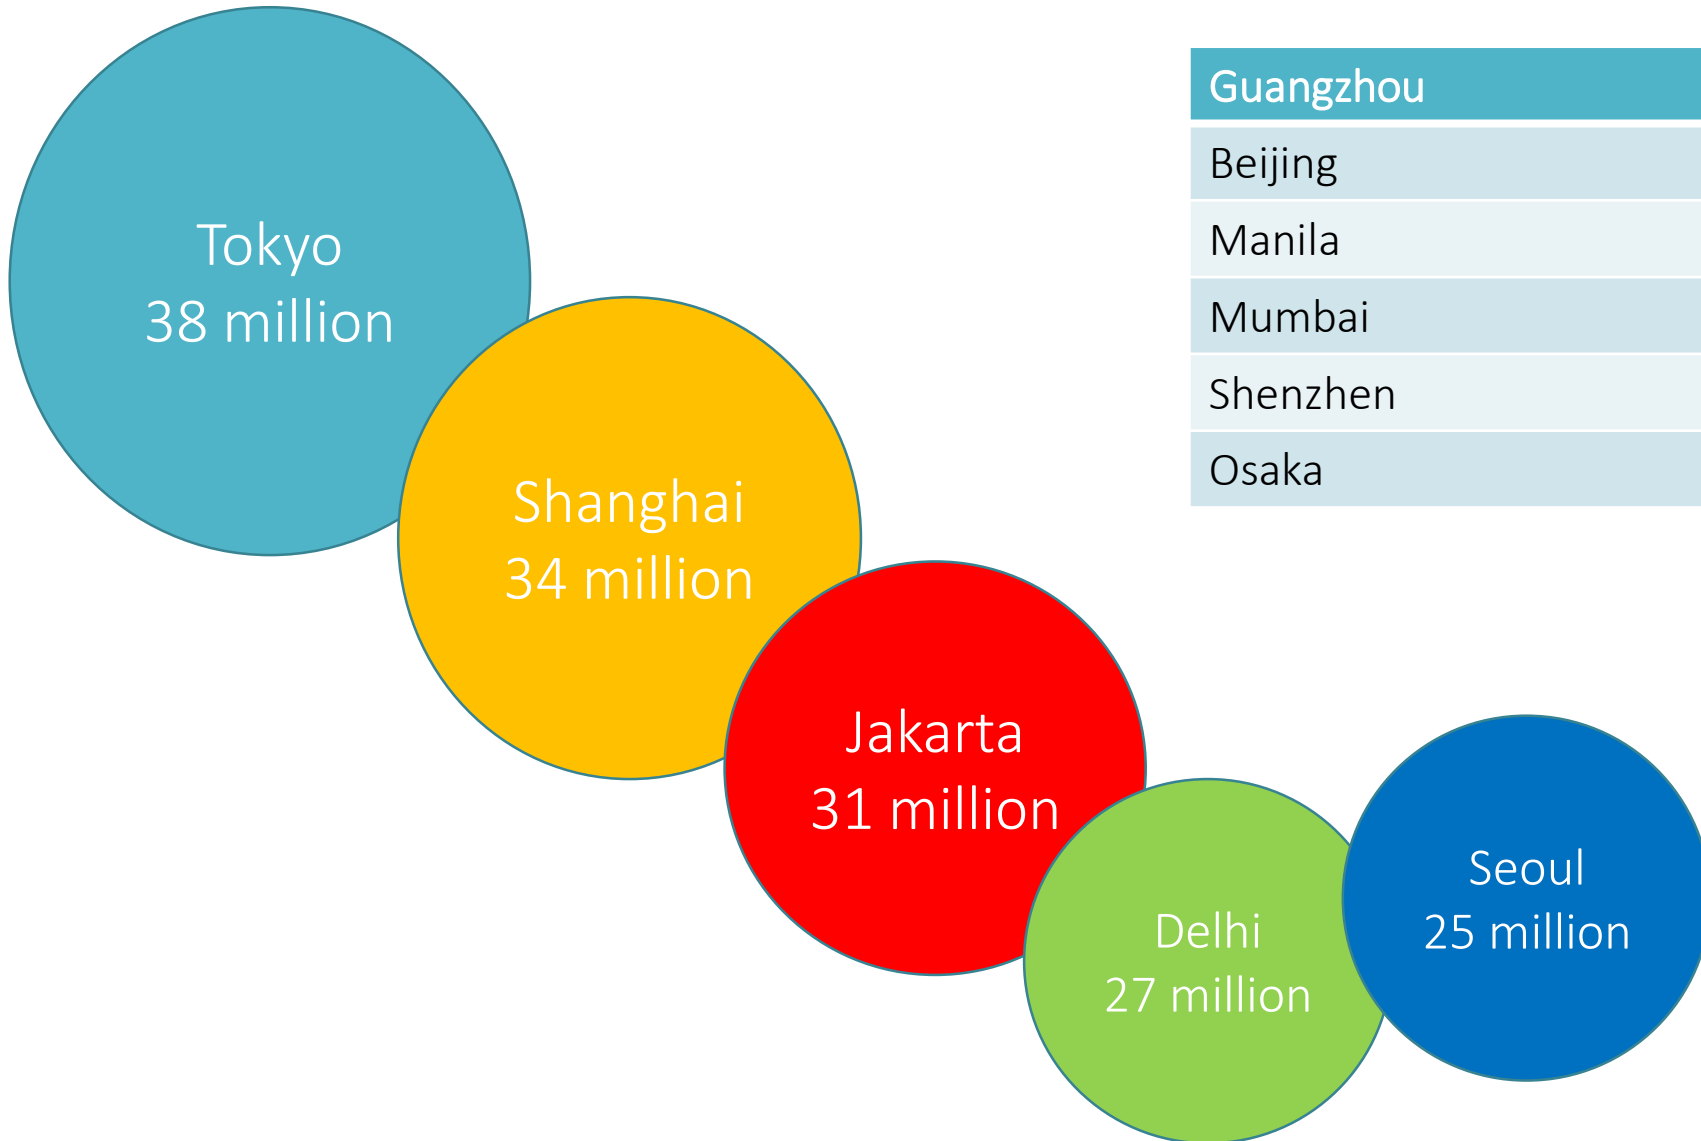 Tokyo
38 million
Shanghai
34 million
Jakarta
31 million
Delhi
27 million
Seoul
25 million
Guangzhou
Beijing
Manila
Mumbai
Shenzhen
Osaka